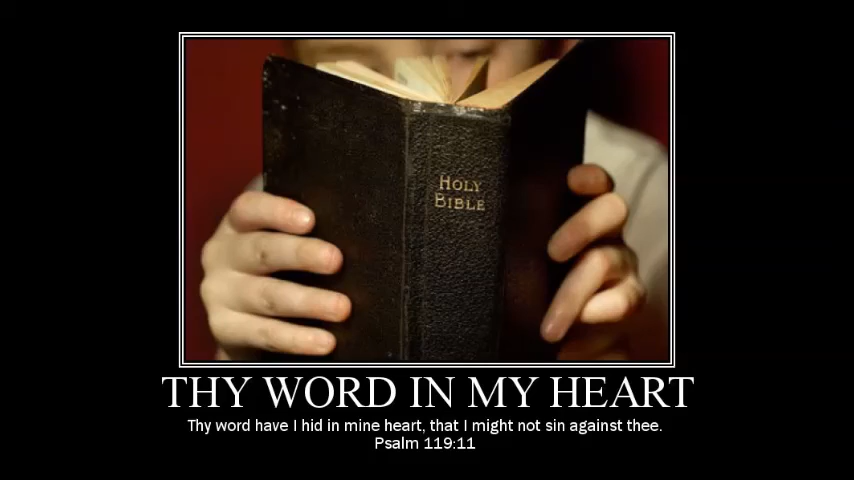 HOLY
BIBLE
THY WORD IN MY HEART
Thy word have I hid in mine heart, that I might not sin against thee.
Psalm 119:11